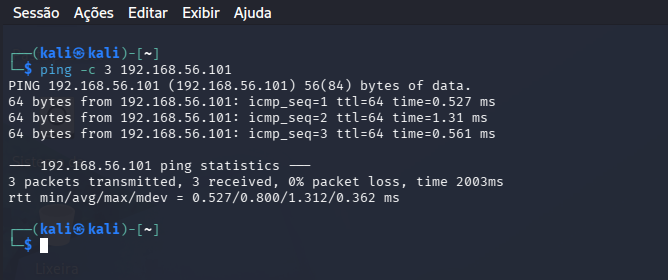 Sessão Ações Editar Exibir Ajuda
┌──(kali㉿kali)-[~]
└─$ ping -c 3 192.168.56.101
PING 192.168.56.101 (192.168.56.101) 56(84) bytes of data.
64 bytes from 192.168.56.101: icmp_seq=1 ttl=64 time=0.527 ms
64 bytes from 192.168.56.101: icmp_seq=2 ttl=64 time=1.31 ms
64 bytes from 192.168.56.101: icmp_seq=3 ttl=64 time=0.561 ms
--- 192.168.56.101 ping statistics ---
3 packets transmitted, 3 received, 0% packet loss, time 2003ms
rtt min/avg/max/mdev = 0.527/0.800/1.312/0.362 ms
┌──(kali㉿kali)-[~]
└─$
Lixeira